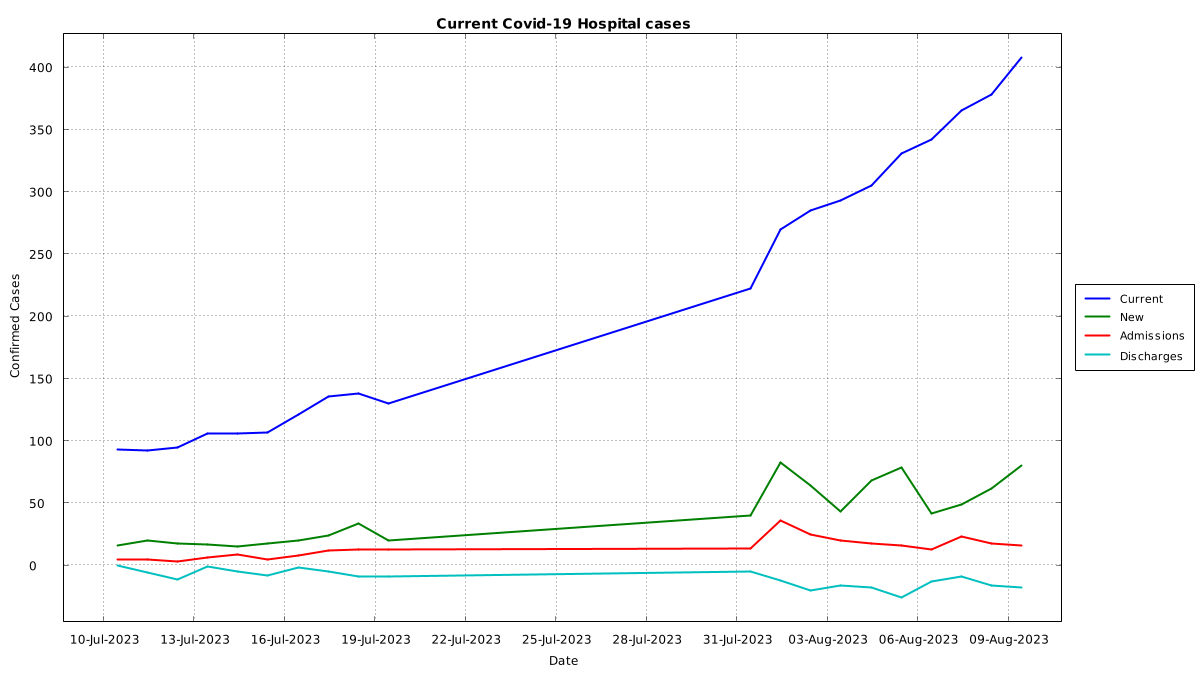 Current Covid-19 Hospital cases
400
350
300
250
200
150
100
50
0
Confirmed Cases
10-Jul-2023 13-Jul-2023 16-Jul-2023 19-Jul-2023 22-Jul-2023 25-Jul-2023 28-Jul-2023 31-Jul-2023 03-Aug-2023 06-Aug-2023 09-Aug-2023
Date
Current
New
Admissions
Discharges